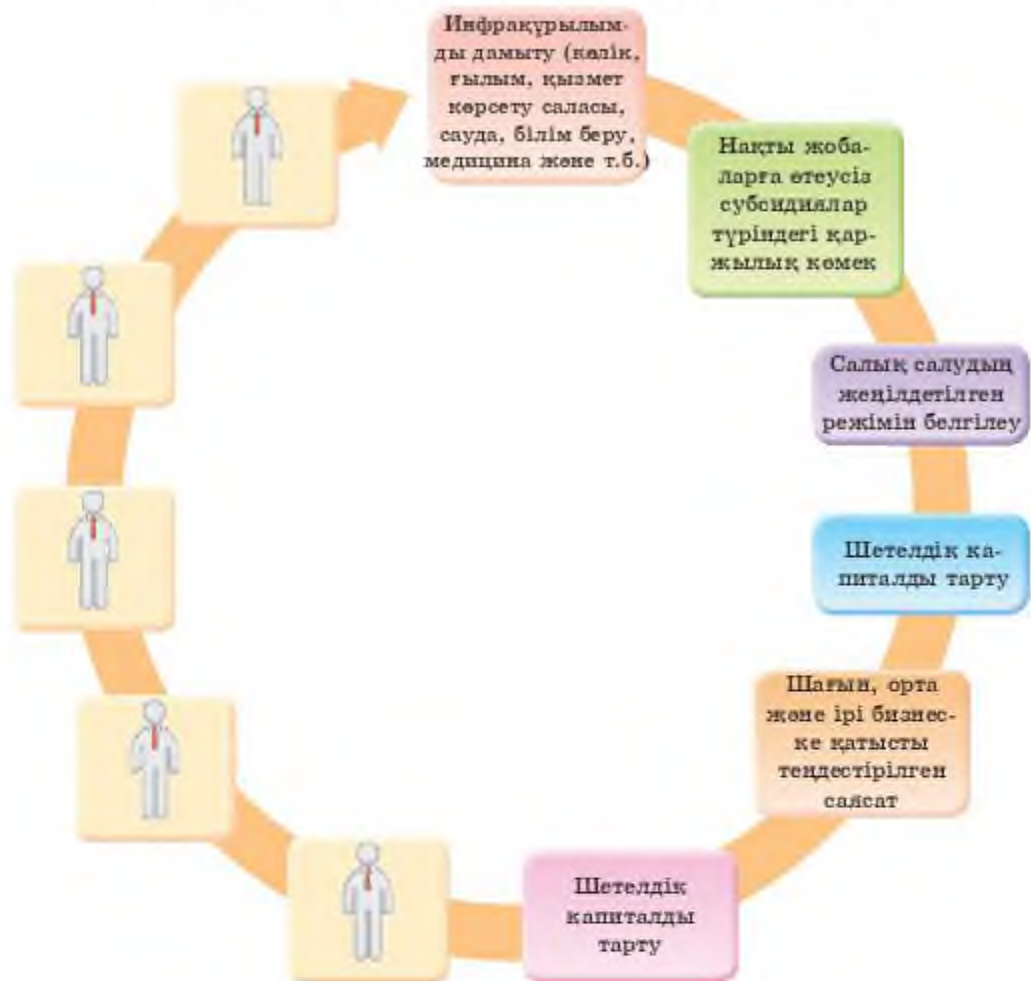 Инфрақұрылым-
ды дамыту (көлік,
ғылым, қызмет
көрсету саласы,
сауда, білім беру,
медицина және т.б.)
Нақты жоба-
ларға өтеусіз
субсидиялар
түріндегі қар-
жылық көмек
Салық салудың
жеңілдетілген
режімін белгілеу
Шетелдік ка-
питалды тарту
Шағын, орта
және ірі бизнес-
ке қатысты
теңдестірілген
саясат
Шетелдік
капиталды
тарту